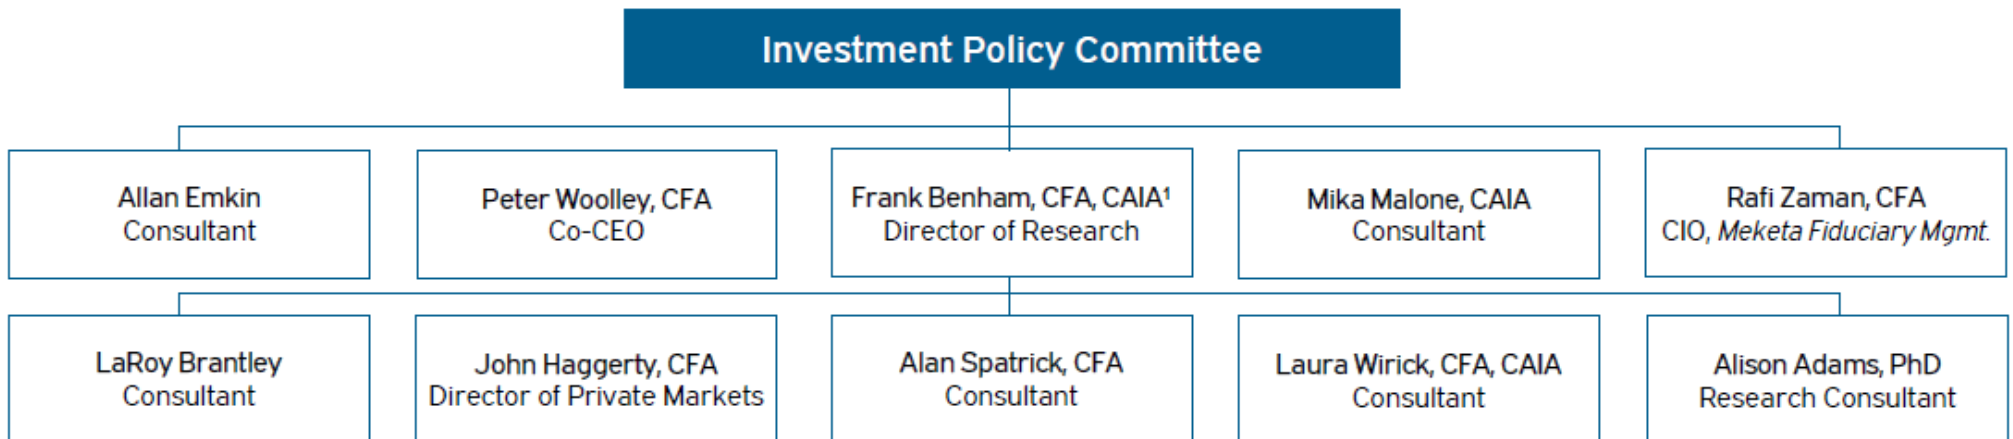 Investment Policy Committee
Allan Emkin
Consultant
Peter Woolley, CFA
Co-CEO
Frank Benham, CFA, CAIA¹
Director of Research
Mika Malone, CAIA
Consultant
Rafi Zaman, CFA
CIO, Meketa Fiduciary Mgmt.
LaRoy Brantley
Consultant
John Haggerty, CFA
Director of Private Markets
Alan Spatrick, CFA
Consultant
Laura Wirick, CFA, CAIA
Consultant
Alison Adams, PhD
Research Consultant